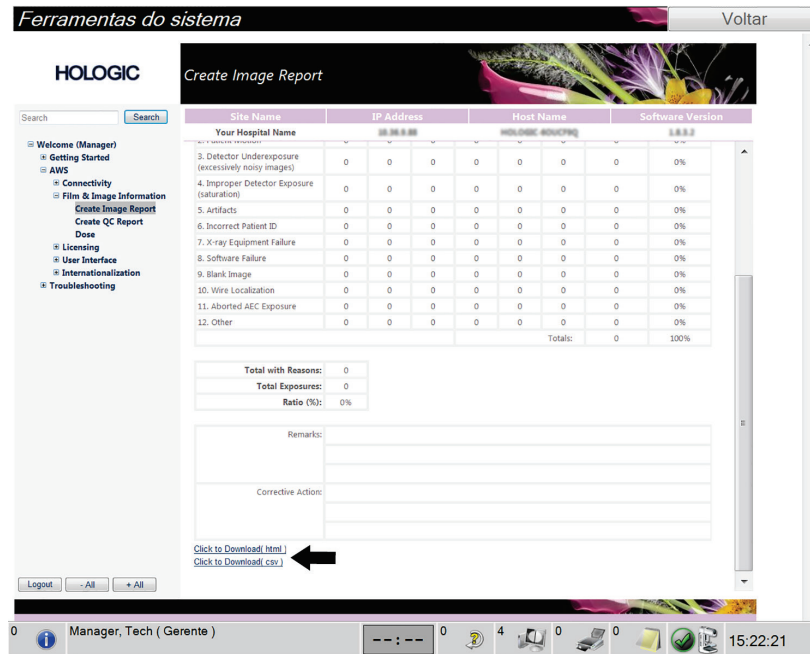 Ferramentas do sistema
Voltar
HOLOGIC
Create Image Report
Search
Search
Welcome (Manager)
Getting Started
AWS
Connectivity
Film & Image Information
Create Image Report
Create QC Report
Dose
Licensing
User Interface
Internationalization
Troubleshooting
Site Name IP Address Host Name Software Version
Your Hospital Name 1.8.3.2
3. Detector Underexposure
(excessively noisy images) 0 0 0 0 0 0 0 0%
4. Improper Detector Exposure
(saturation) 0 0 0 0 0 0 0 0%
5. Artifacts 0 0 0 0 0 0 0 0%
6. Incorrect Patient ID 0 0 0 0 0 0 0 0%
7. X-ray Equipment Failure 0 0 0 0 0 0 0 0%
8. Software Failure 0 0 0 0 0 0 0 0%
9. Blank Image 0 0 0 0 0 0 0 0%
10. Wire Localization 0 0 0 0 0 0 0 0%
11. Aborted AEC Exposure 0 0 0 0 0 0 0 0%
12. Other 0 0 0 0 0 0 0 0%
Totals: 0 100%
Total with Reasons: 0
Total Exposures: 0
Ratio (%): 0%
Remarks:
Corrective Action:
Click to Download( html )
Click to Download( csv )
Logout - All + All
0 Manager, Tech ( Gerente ) --:-- 0 4 0 0 15:22:21